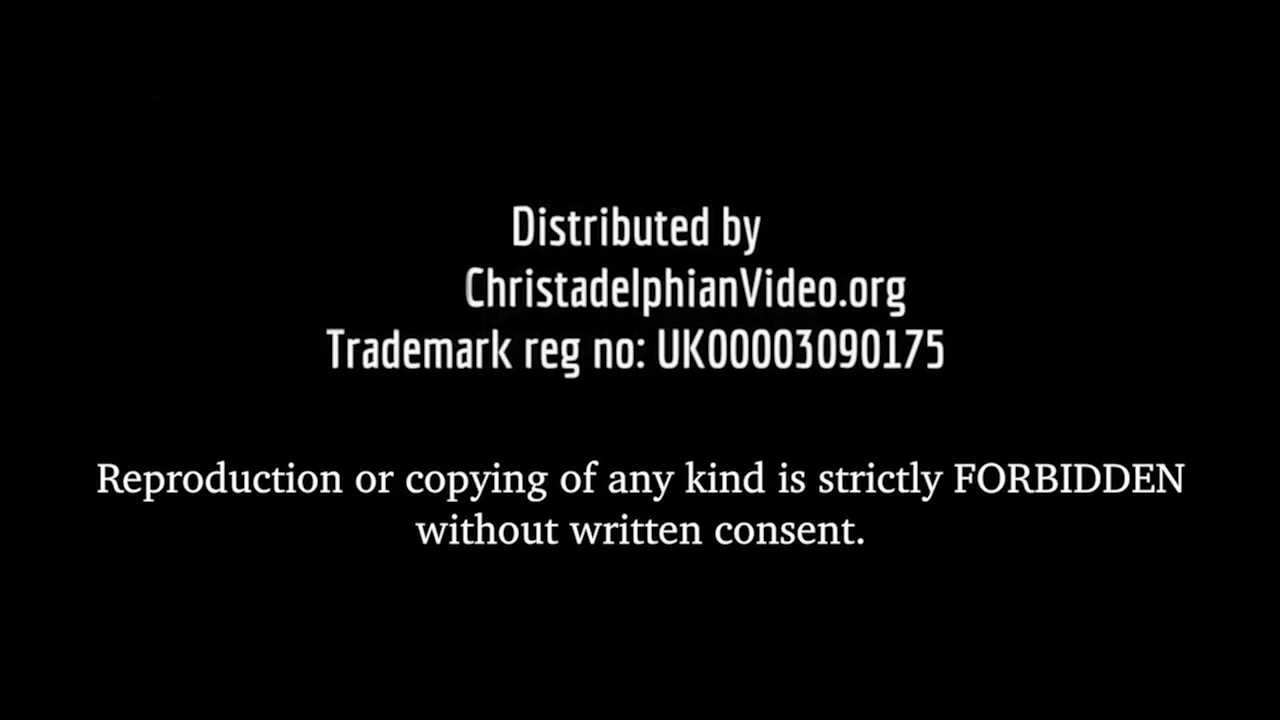 Distributed by
ChristadelphianVideo.org
Trademark reg no: UK00003090175
Reproduction or copying of any kind is strictly FORBIDDEN
without written consent.